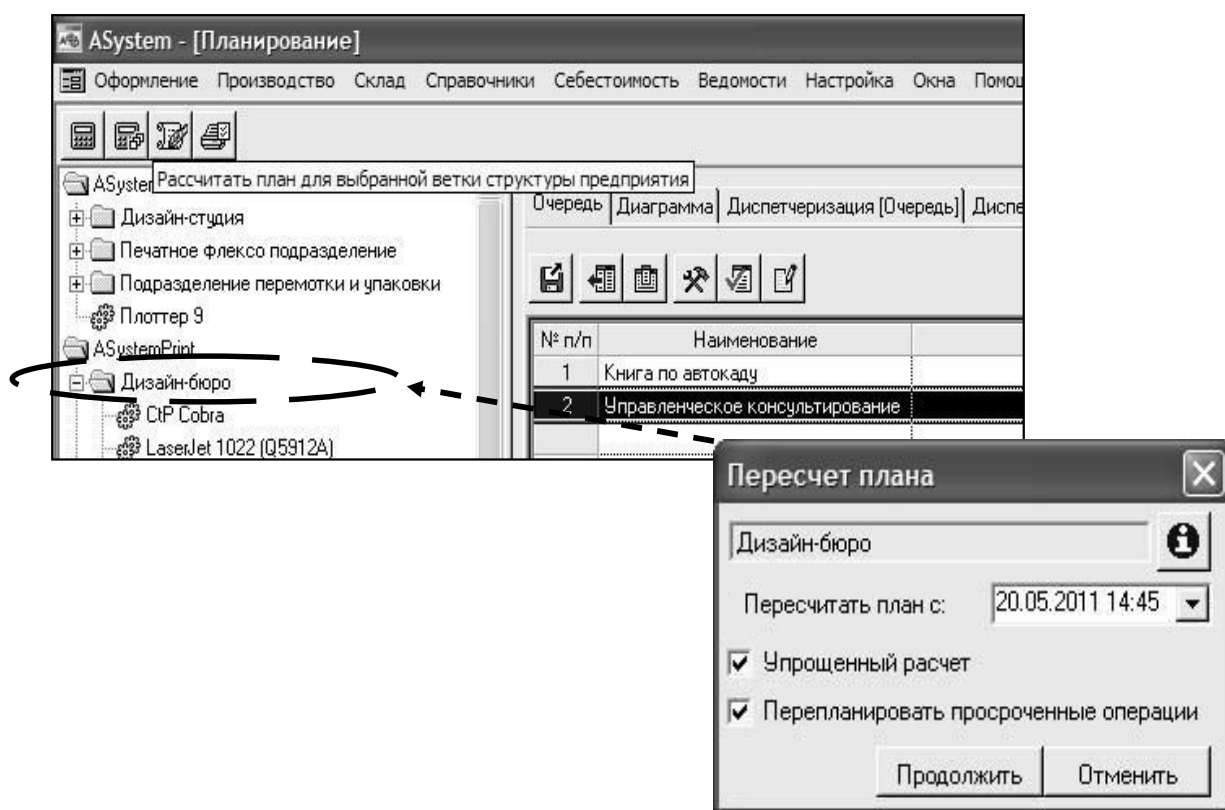 ASystem - [Планирование]
Оформление Производство Склад Справочники Себестоимость Ведомости Настройка Окна
Рассчитать план для выбранной ветки структуры предприятия
Дизайн-студия
Печатное флексо подразделение
Подразделение перемотки и упаковки
Плоттер 9
ASystemPrint
Дизайн-бюро
CtP Cobra
LaserJet 1022 (Q5912A)
Очередь Диаграмма Диспетчеризация [Очередь]
№ п/п Наименование
1 Книга по автокаду
2 Управленческое консультирование
Пересчет плана
Дизайн-бюро
Пересчитать план с: 20.05.2011 14:45
Упрощенный расчет
Перепланировать просроченные операции
Продолжить Отменить